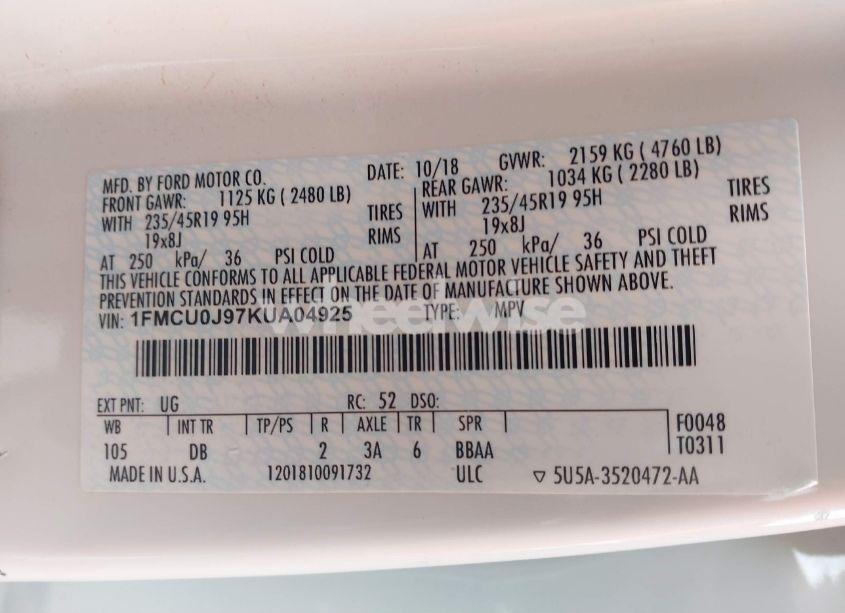 MFD. BY FORD MOTOR CO. DATE: 10/18 GVWR: 2159 KG ( 4760 LB)
FRONT GAWR: 1125 KG ( 2480 LB) REAR GAWR: 1034 KG ( 2280 LB)
WITH 235/45R19 95H TIRES WITH 235/45R19 95H TIRES
19x8J RIMS 19x8J RIMS
AT 250 kPa/ 36 PSI COLD AT 250 kPa/ 36 PSI COLD
THIS VEHICLE CONFORMS TO ALL APPLICABLE FEDERAL MOTOR VEHICLE SAFETY AND THEFT
PREVENTION STANDARDS IN EFFECT ON THE DATE OF MANUFACTURE SHOWN ABOVE.
VIN: 1FMCU0J97KUA04925 TYPE: MPV
wheelwise
EXT PNT: UG RC: 52 DSO:
WB INT TR TP/PS R AXLE TR SPR F0048
105 DB 2 3A 6 BBAA T0311
MADE IN U.S.A. 1201810091732 ULC ▽ 5U5A-3520472-AA